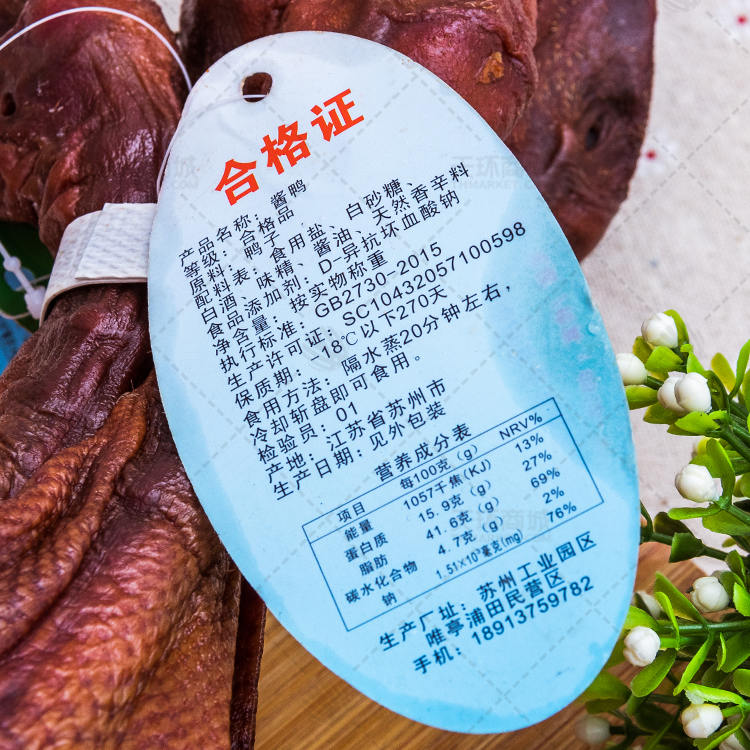 合格证
产品名称：酱鸭
等级：合格品
原料：鸭子
配料表：食用盐、白砂糖、
白酒、味精、酱油、天然香辛料
食品添加剂：D-异抗坏血酸钠
净含量：按实物称重
执行标准：GB2730-2015
生产许可证：SC10432057100598
保质期：-18℃以下270天
食用方法：隔水蒸20分钟左右，
冷却斩盘即可食用。
检验员：01
产地：江苏省苏州市
生产日期：见外包装
营养成分表
项目 每100克（g） NRV%
能量 1057千焦(KJ) 13%
蛋白质 15.9克（g） 27%
脂肪 41.6克（g） 69%
碳水化合物 4.7克（g） 2%
钠 1.51×10³毫克(mg) 76%
生产厂址：苏州工业园区
唯亭浦田民营区
手机：18913759782